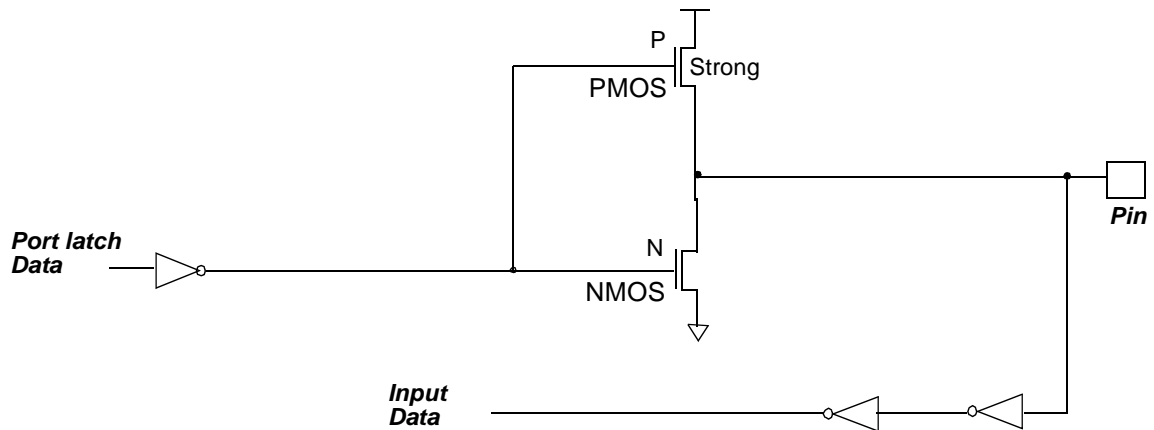 P
Strong
PMOS
Pin
Port latch
Data
N
NMOS
Input
Data